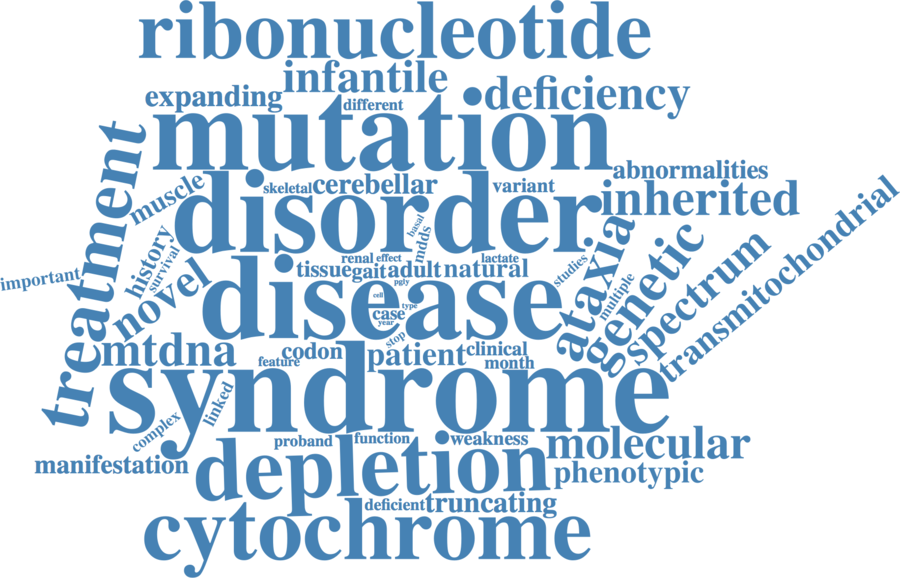 ribonucleotide
infantile
expanding
different
deficiency
mutation
abnormalities
treatment
muscle
skeletal
cerebellar
variant
inherited
disorder
basal
mdds
history
survival
important
novel
renal
effect
lactate
tissue
gait
adult
natural
pgty
studies
multiple
ataxia
genetic
spectrum
transmitochondrial
disease
cell
type
case
year
stop
mtdna
codon
feature
patient
clinical
month
syndrome
complex
linked
proband
function
weakness
molecular
manifestation
depletion
phenotypic
deficient
truncating
cytochrome